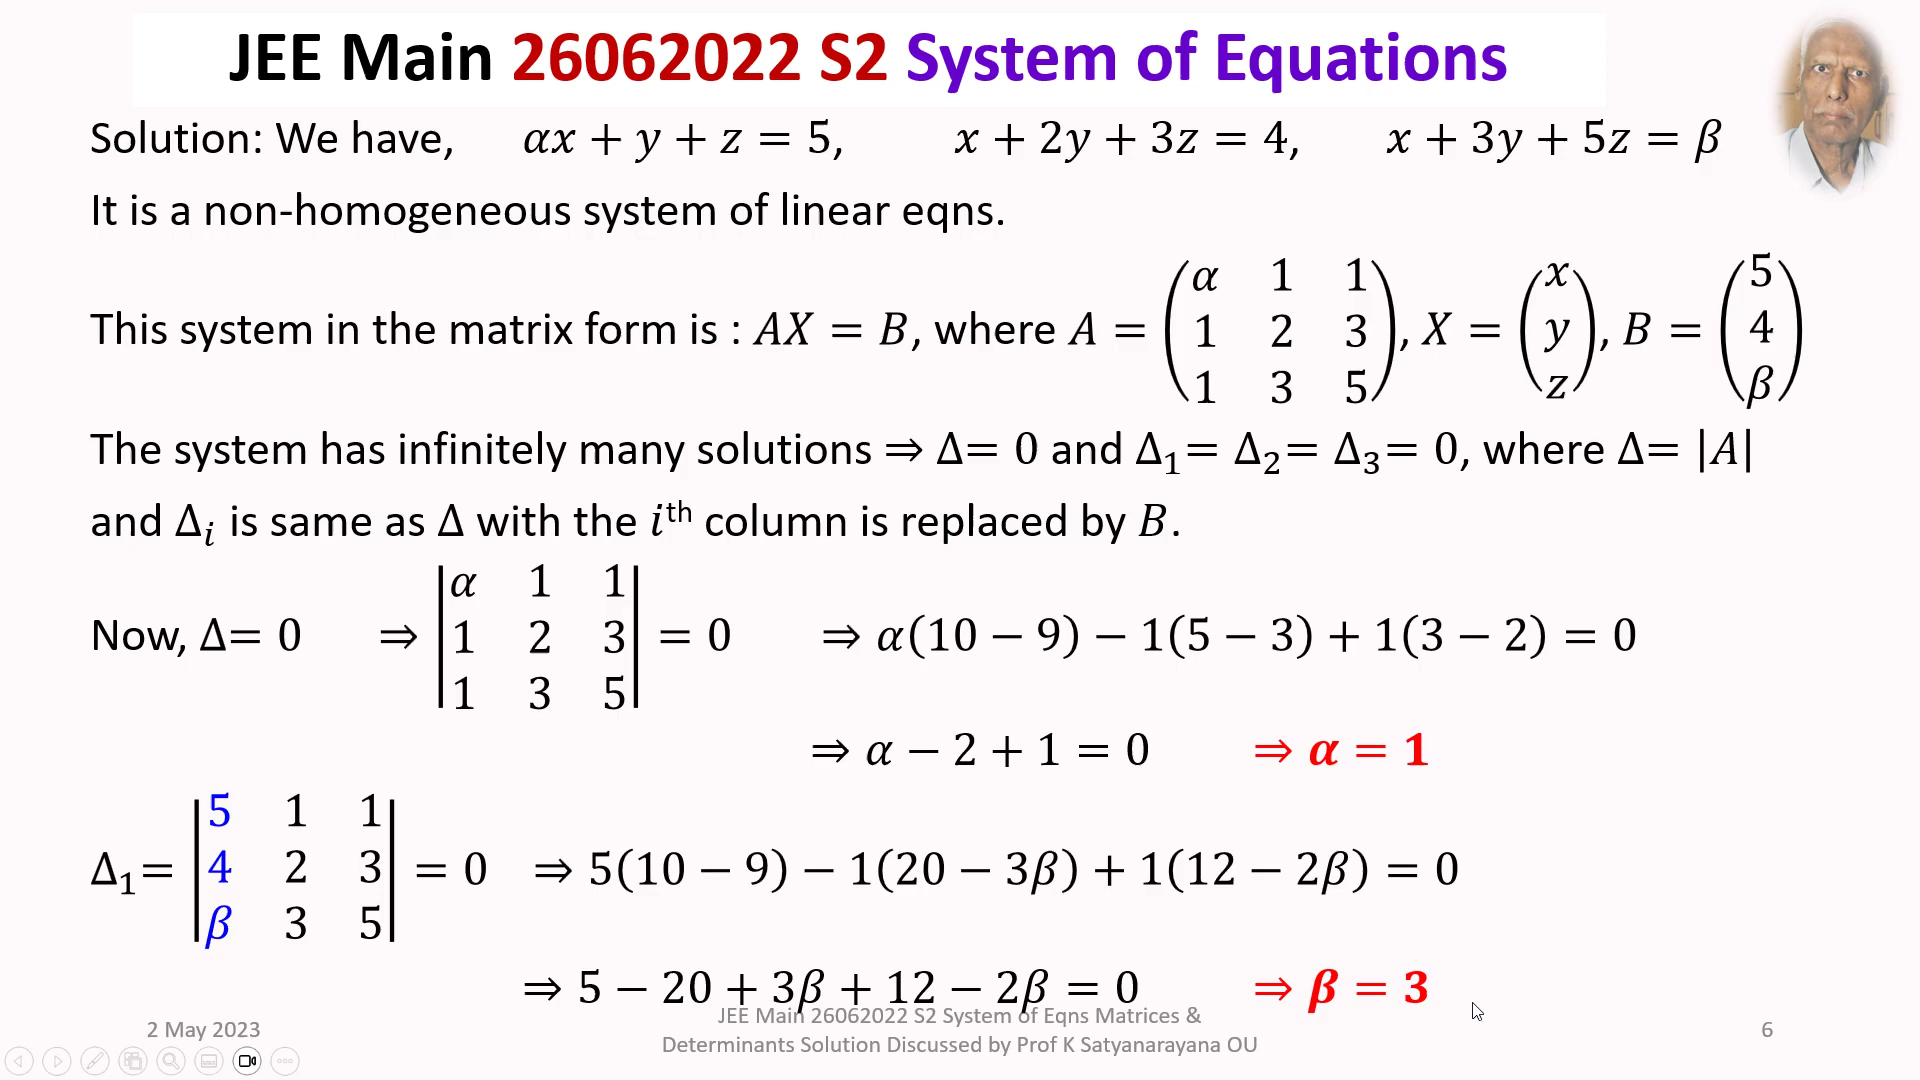 JEE Main 26062022 S2 System of Equations
Solution: We have, αx + y + z = 5, x + 2y + 3z = 4, x + 3y + 5z = β
It is a non-homogeneous system of linear eqns.
This system in the matrix form is : AX = B, where A = (α 1 1 1 2 3 1 3 5), X = (x y z), B = (5 4 β)
The system has infinitely many solutions ⇒ Δ= 0 and Δ₁= Δ₂= Δ₃= 0, where Δ= |A|
and Δᵢ is same as Δ with the iᵗʰ column is replaced by B.
Now, Δ= 0 ⇒ |α 1 1 1 2 3 1 3 5| = 0 ⇒ α(10 − 9) − 1(5 − 3) + 1(3 − 2) = 0
⇒ α − 2 + 1 = 0 ⇒ α = 1
Δ₁= |5 1 1 4 2 3 β 3 5| = 0 ⇒ 5(10 − 9) − 1(20 − 3β) + 1(12 − 2β) = 0
⇒ 5 − 20 + 3β + 12 − 2β = 0 ⇒ β = 3
2 May 2023
JEE Main 26062022 S2 System of Eqns Matrices &
Determinants Solution Discussed by Prof K Satyanarayana OU
6